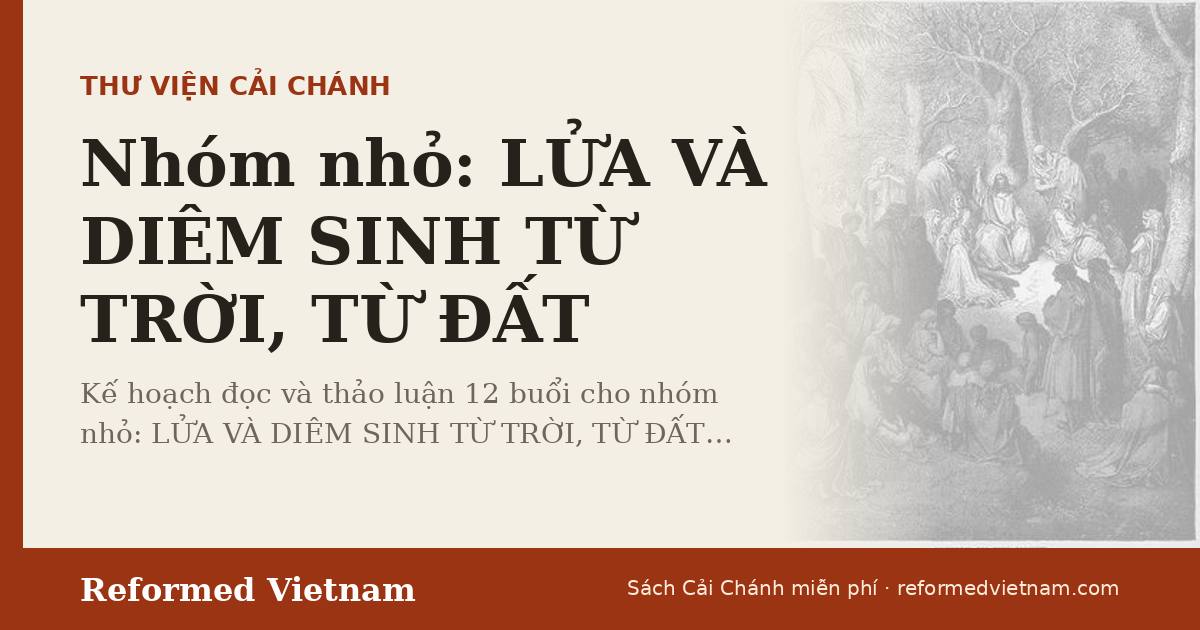 THƯ VIỆN CẢI CHÁNH
Nhóm nhỏ: LỬA VÀ
DIÊM SINH TỪ
TRỜI, TỪ ĐẤT
Kế hoạch đọc và thảo luận 12 buổi cho nhóm
nhỏ: LỬA VÀ DIÊM SINH TỪ TRỜI, TỪ ĐẤT...
Reformed Vietnam
Sách Cải Chánh miễn phí · reformedvietnam.com